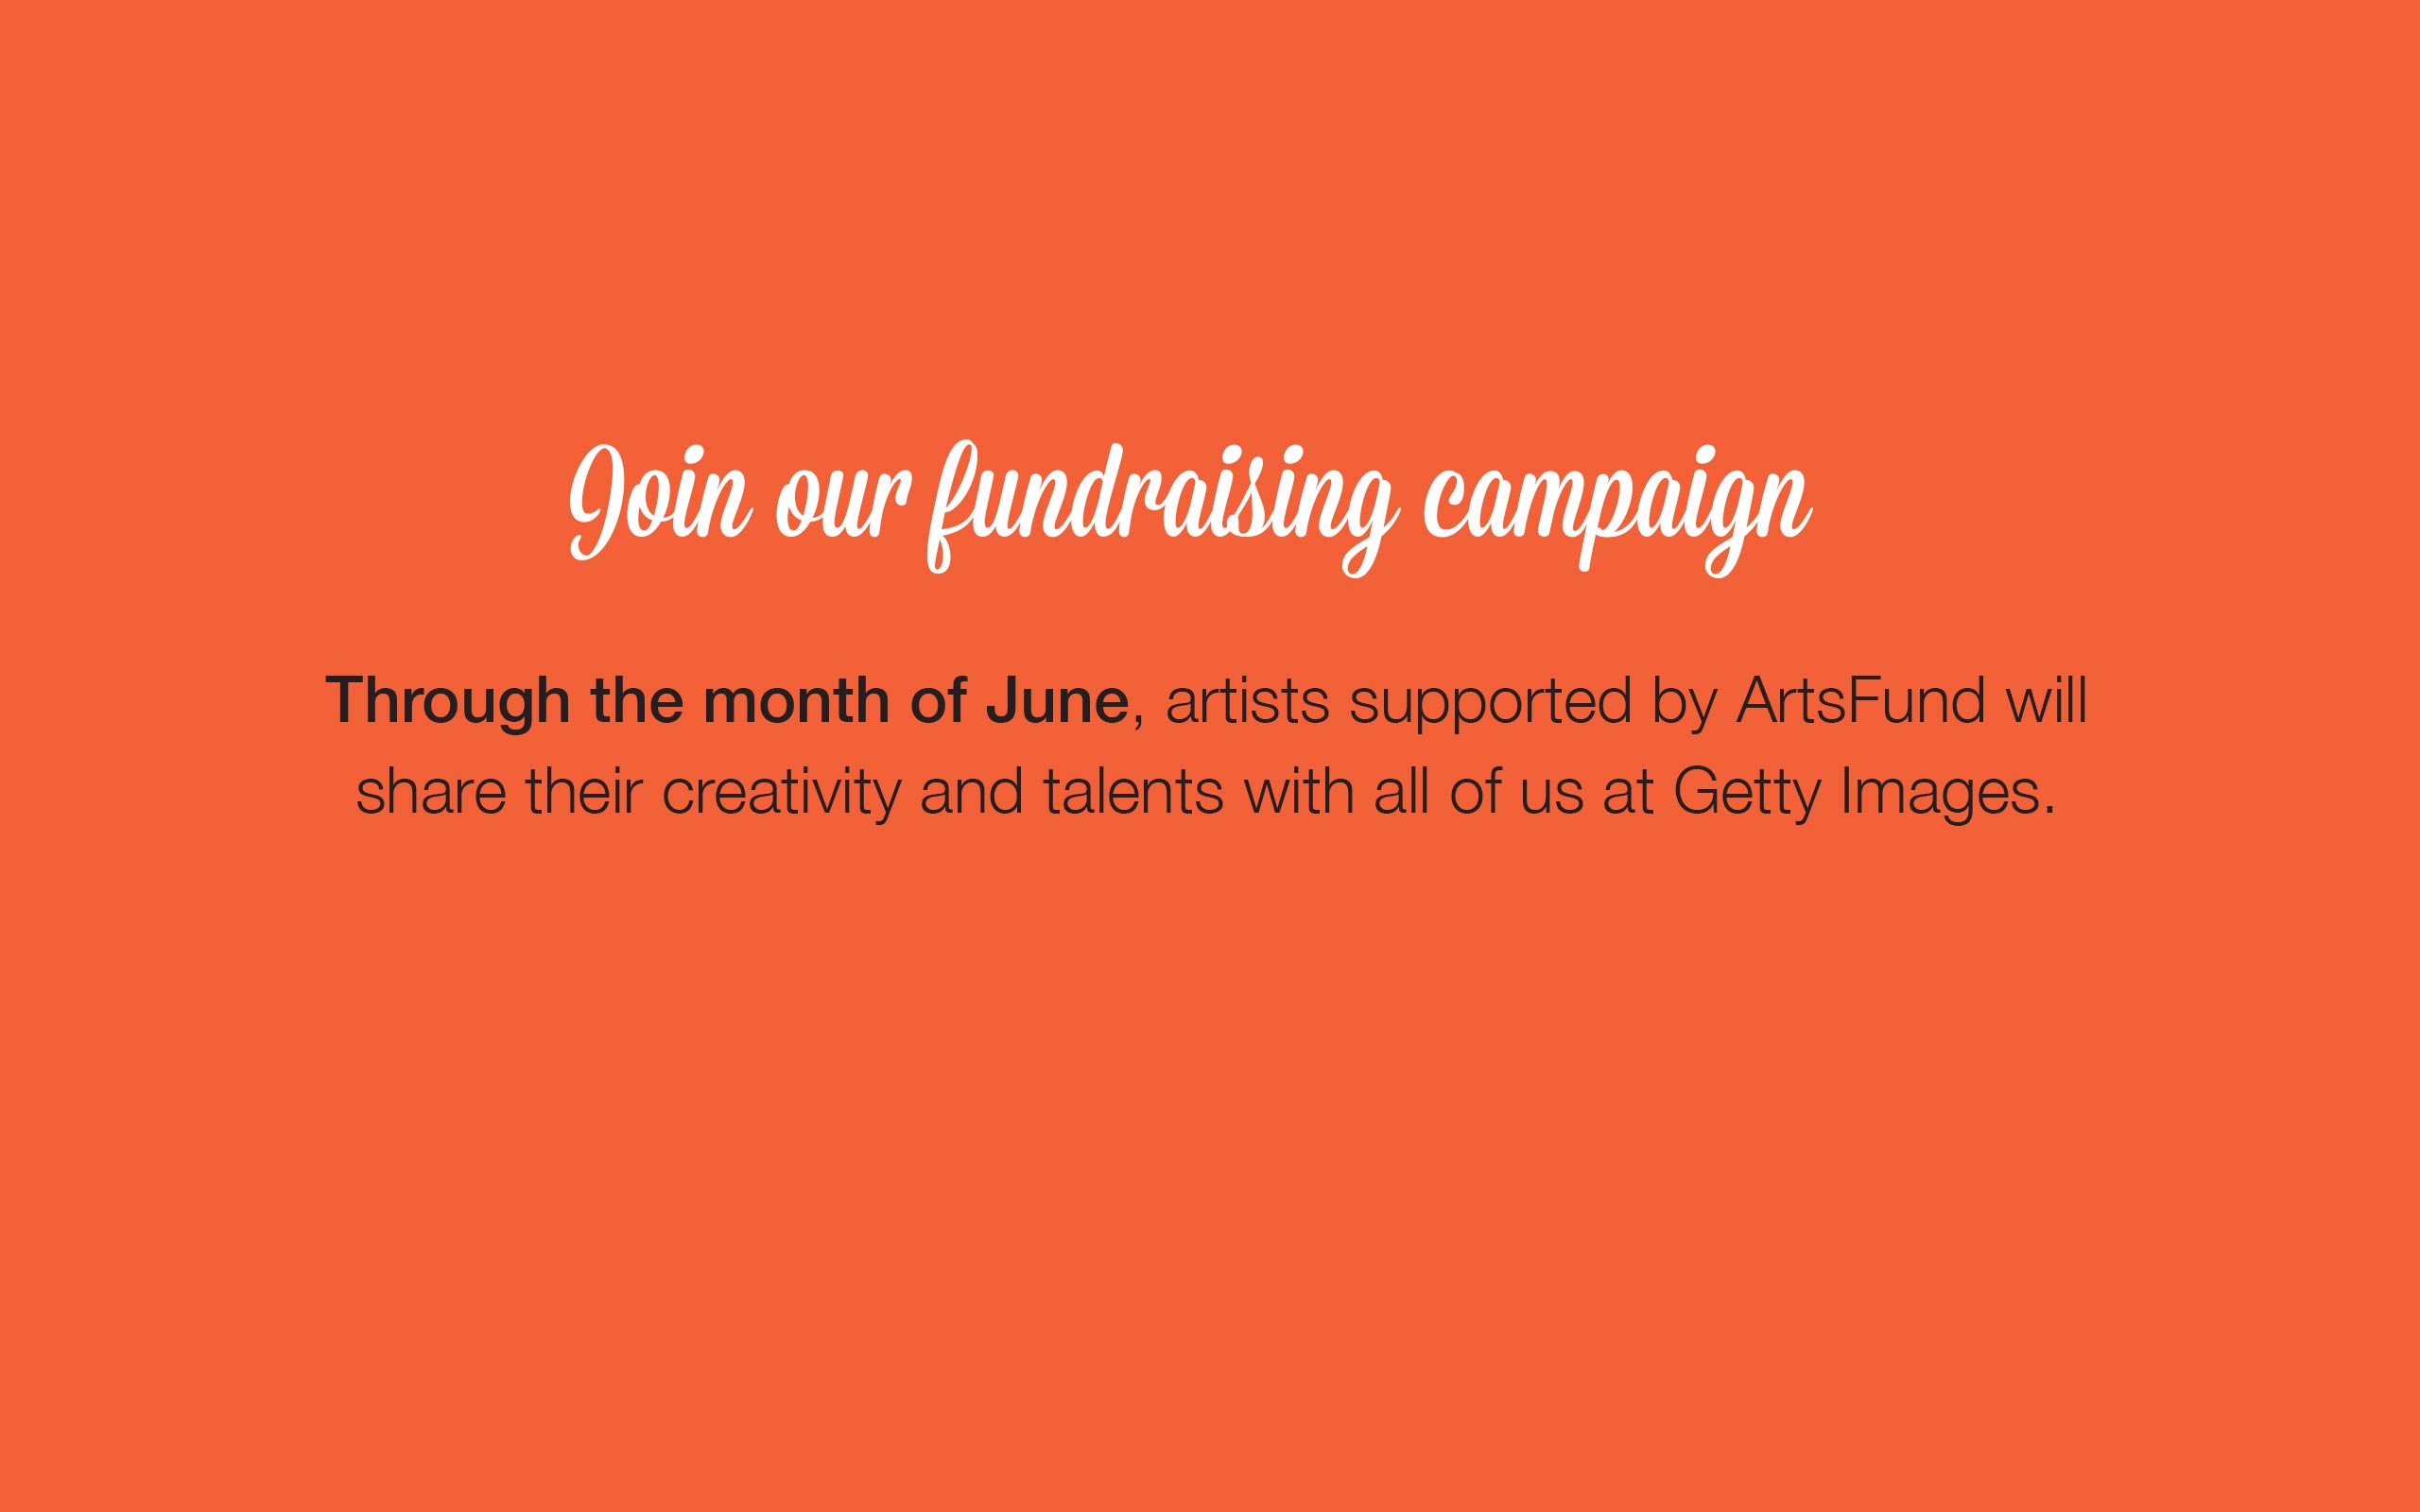 Join our fundraising campaign
Through the month of June, artists supported by ArtsFund will
share their creativity and talents with all of us at Getty Images.